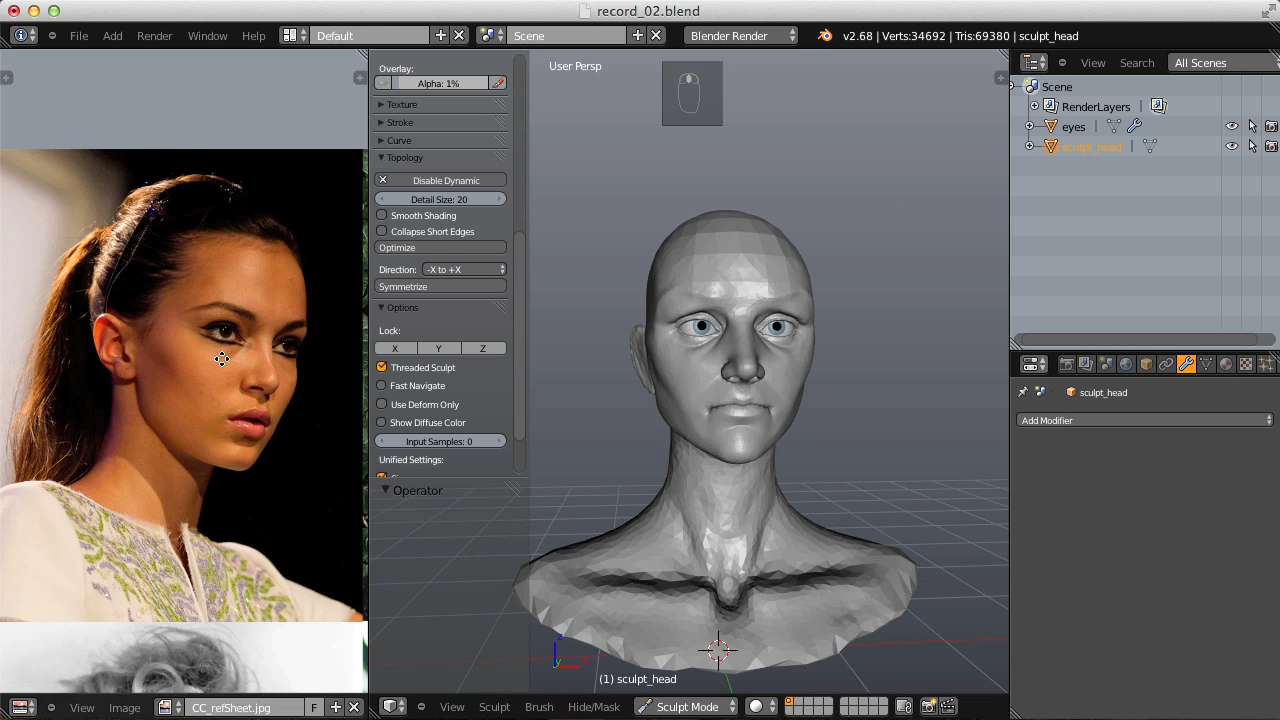 record_02.blend
File Add Render Window Help Default Scene Blender Render v2.68 | Verts:34692 | Tris:69380 | sculpt_head
Overlay:
Alpha: 1%
Texture
Stroke
Curve
Topology
Disable Dynamic
Detail Size: 20
Smooth Shading
Collapse Short Edges
Optimize
Direction: -X to +X
Symmetrize
Options
Lock:
X Y Z
Threaded Sculpt
Fast Navigate
Use Deform Only
Show Diffuse Color
Input Samples: 0
Unified Settings:
Operator
User Persp
z
(1) sculpt_head
View Search All Scenes
Scene
RenderLayers
eyes
sculpt_head
sculpt_head
Add Modifier
View Image CC_refSheet.jpg F
View Sculpt Brush Hide/Mask Sculpt Mode